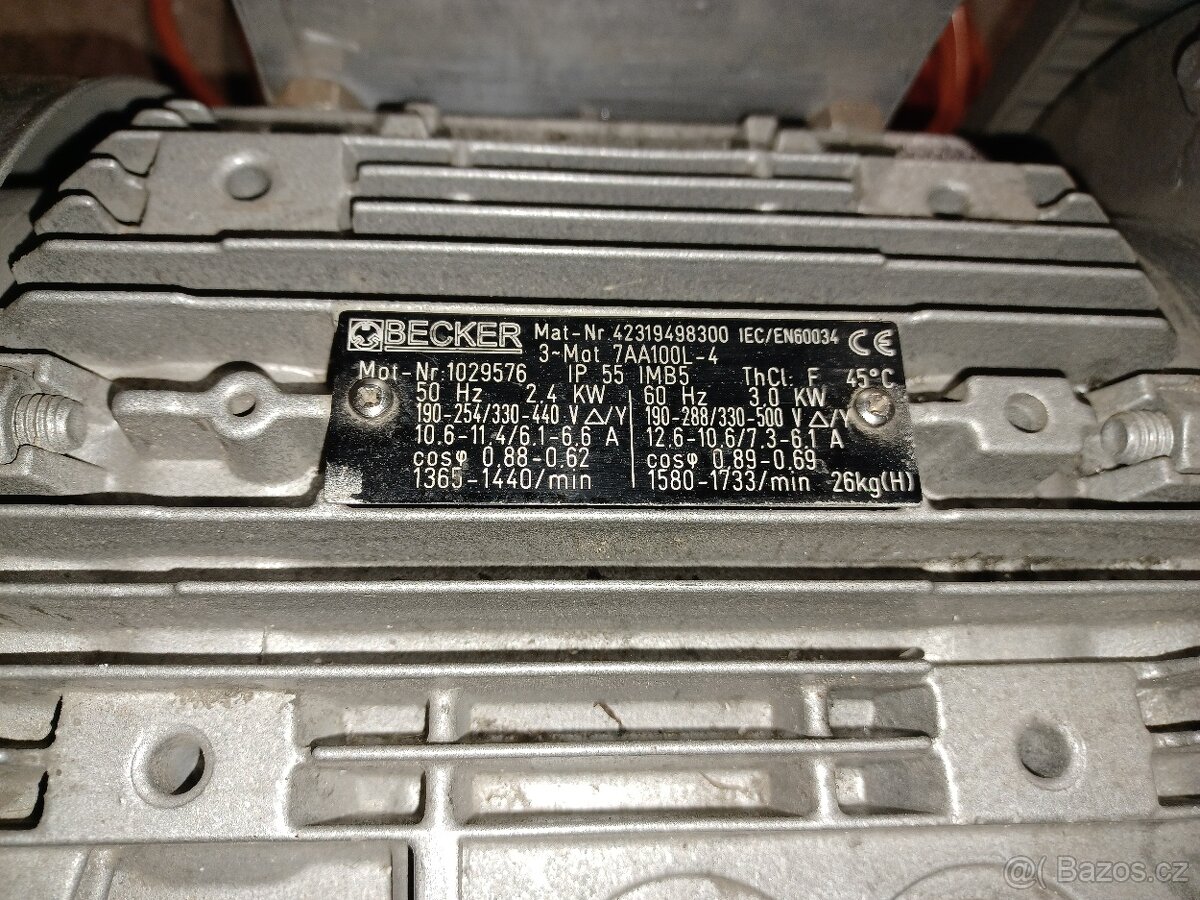 BECKER Mat-Nr. 42319498300 IEC/EN60034 CE
3~Mot 7AA100L-4
Mot-Nr. 1029576 IP 55 IMB5 ThCl. F 45°C
50 Hz 2.4 KW 60 Hz 3.0 KW
190-254/330-440 V △/Y 190-288/330-500 V △/Y
10.6-11.4/6.1-6.6 A 12.6-10.6/7.3-6.1 A
cosφ 0.88-0.62 cosφ 0.89-0.69
1365-1440/min 1580-1733/min 26kg(H)
@( Bazos.cz